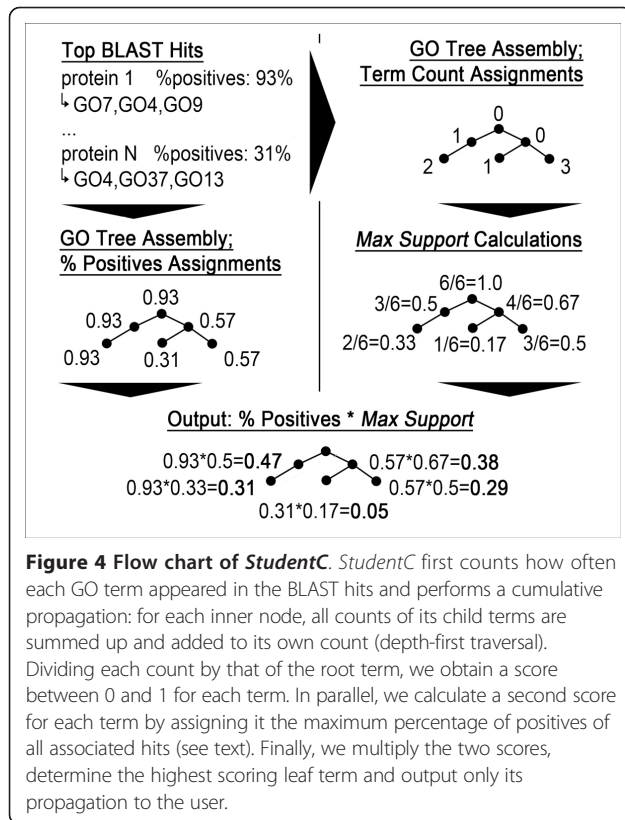 Top BLAST Hits
protein 1 %positives: 93%
↳ GO7,GO4,GO9
...
protein N %positives: 31%
↳ GO4,GO37,GO13
GO Tree Assembly;
Term Count Assignments
0
1
0
2
1
3
GO Tree Assembly;
% Positives Assignments
0.93
0.93
0.57
0.93
0.31
0.57
Max Support Calculations
6/6=1.0
3/6=0.5
4/6=0.67
2/6=0.33
1/6=0.17
3/6=0.5
Output: % Positives * Max Support
0.93*0.5=0.47
0.57*0.67=0.38
0.93*0.33=0.31
0.57*0.5=0.29
0.31*0.17=0.05
Figure 4 Flow chart of StudentC. StudentC first counts how often
each GO term appeared in the BLAST hits and performs a cumulative
propagation: for each inner node, all counts of its child terms are
summed up and added to its own count (depth-first traversal).
Dividing each count by that of the root term, we obtain a score
between 0 and 1 for each term. In parallel, we calculate a second score
for each term by assigning it the maximum percentage of positives of
all associated hits (see text). Finally, we multiply the two scores,
determine the highest scoring leaf term and output only its
propagation to the user.